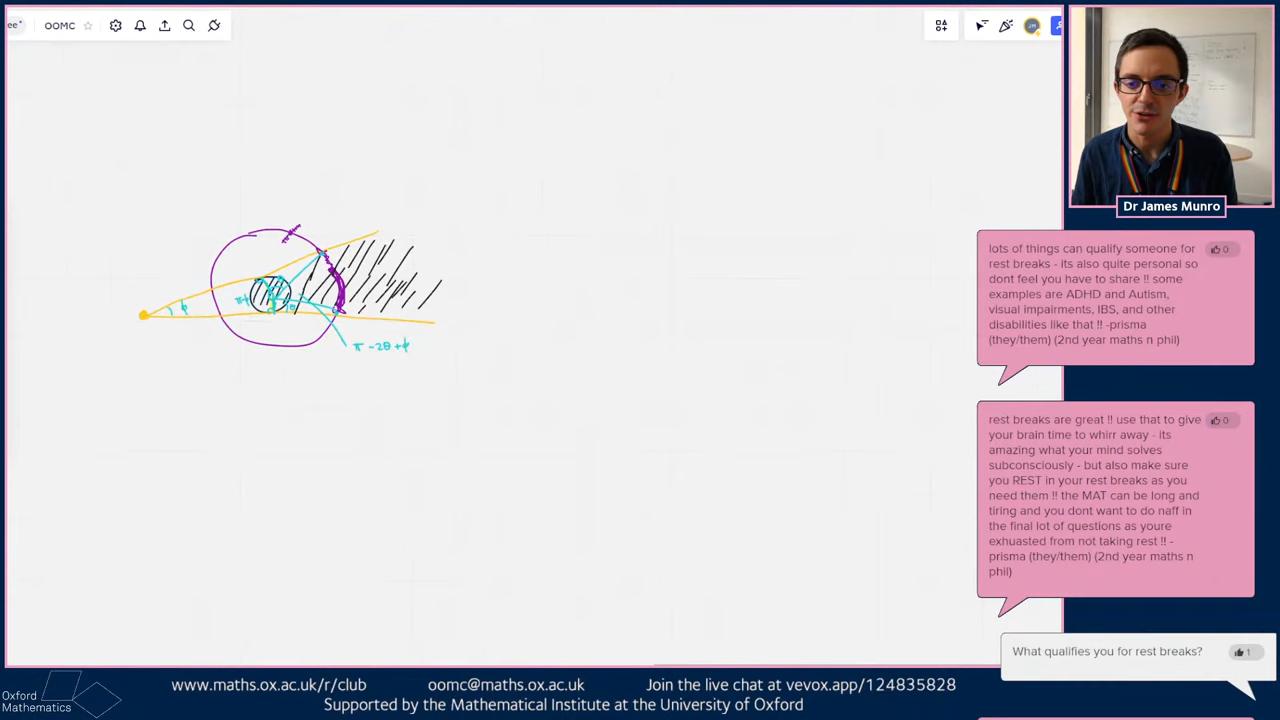 ee*
OOMC
JM
ϕ
π-2θ+ϕ
Dr James Munro
lots of things can qualify someone for
rest breaks - its also quite personal so
dont feel you have to share !! some
examples are ADHD and Autism,
visual impairments, IBS, and other
disabilities like that !! -prisma
(they/them) (2nd year maths n phil)
0
rest breaks are great !! use that to give
your brain time to whirr away - its
amazing what your mind solves
subconsciously - but also make sure
you REST in your rest breaks as you
need them !! the MAT can be long and
tiring and you dont want to do naff in
the final lot of questions as youre
exhuasted from not taking rest !! -
prisma (they/them) (2nd year maths n
phil)
0
What qualifies you for rest breaks?
1
Oxford
Mathematics
www.maths.ox.ac.uk/r/club oomc@maths.ox.ac.uk Join the live chat at vevox.app/124835828
Supported by the Mathematical Institute at the University of Oxford